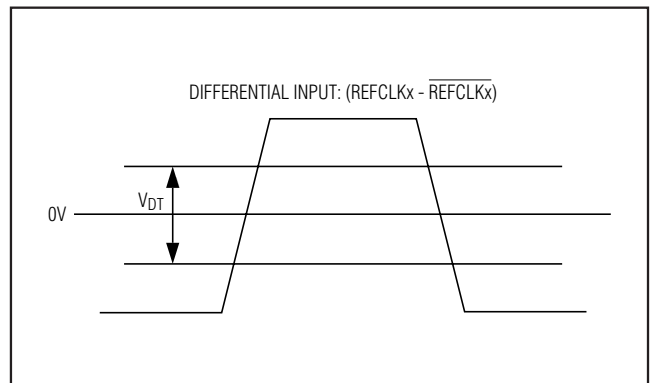 DIFFERENTIAL INPUT: (REFCLKx - REFCLKx)
VDT
0V